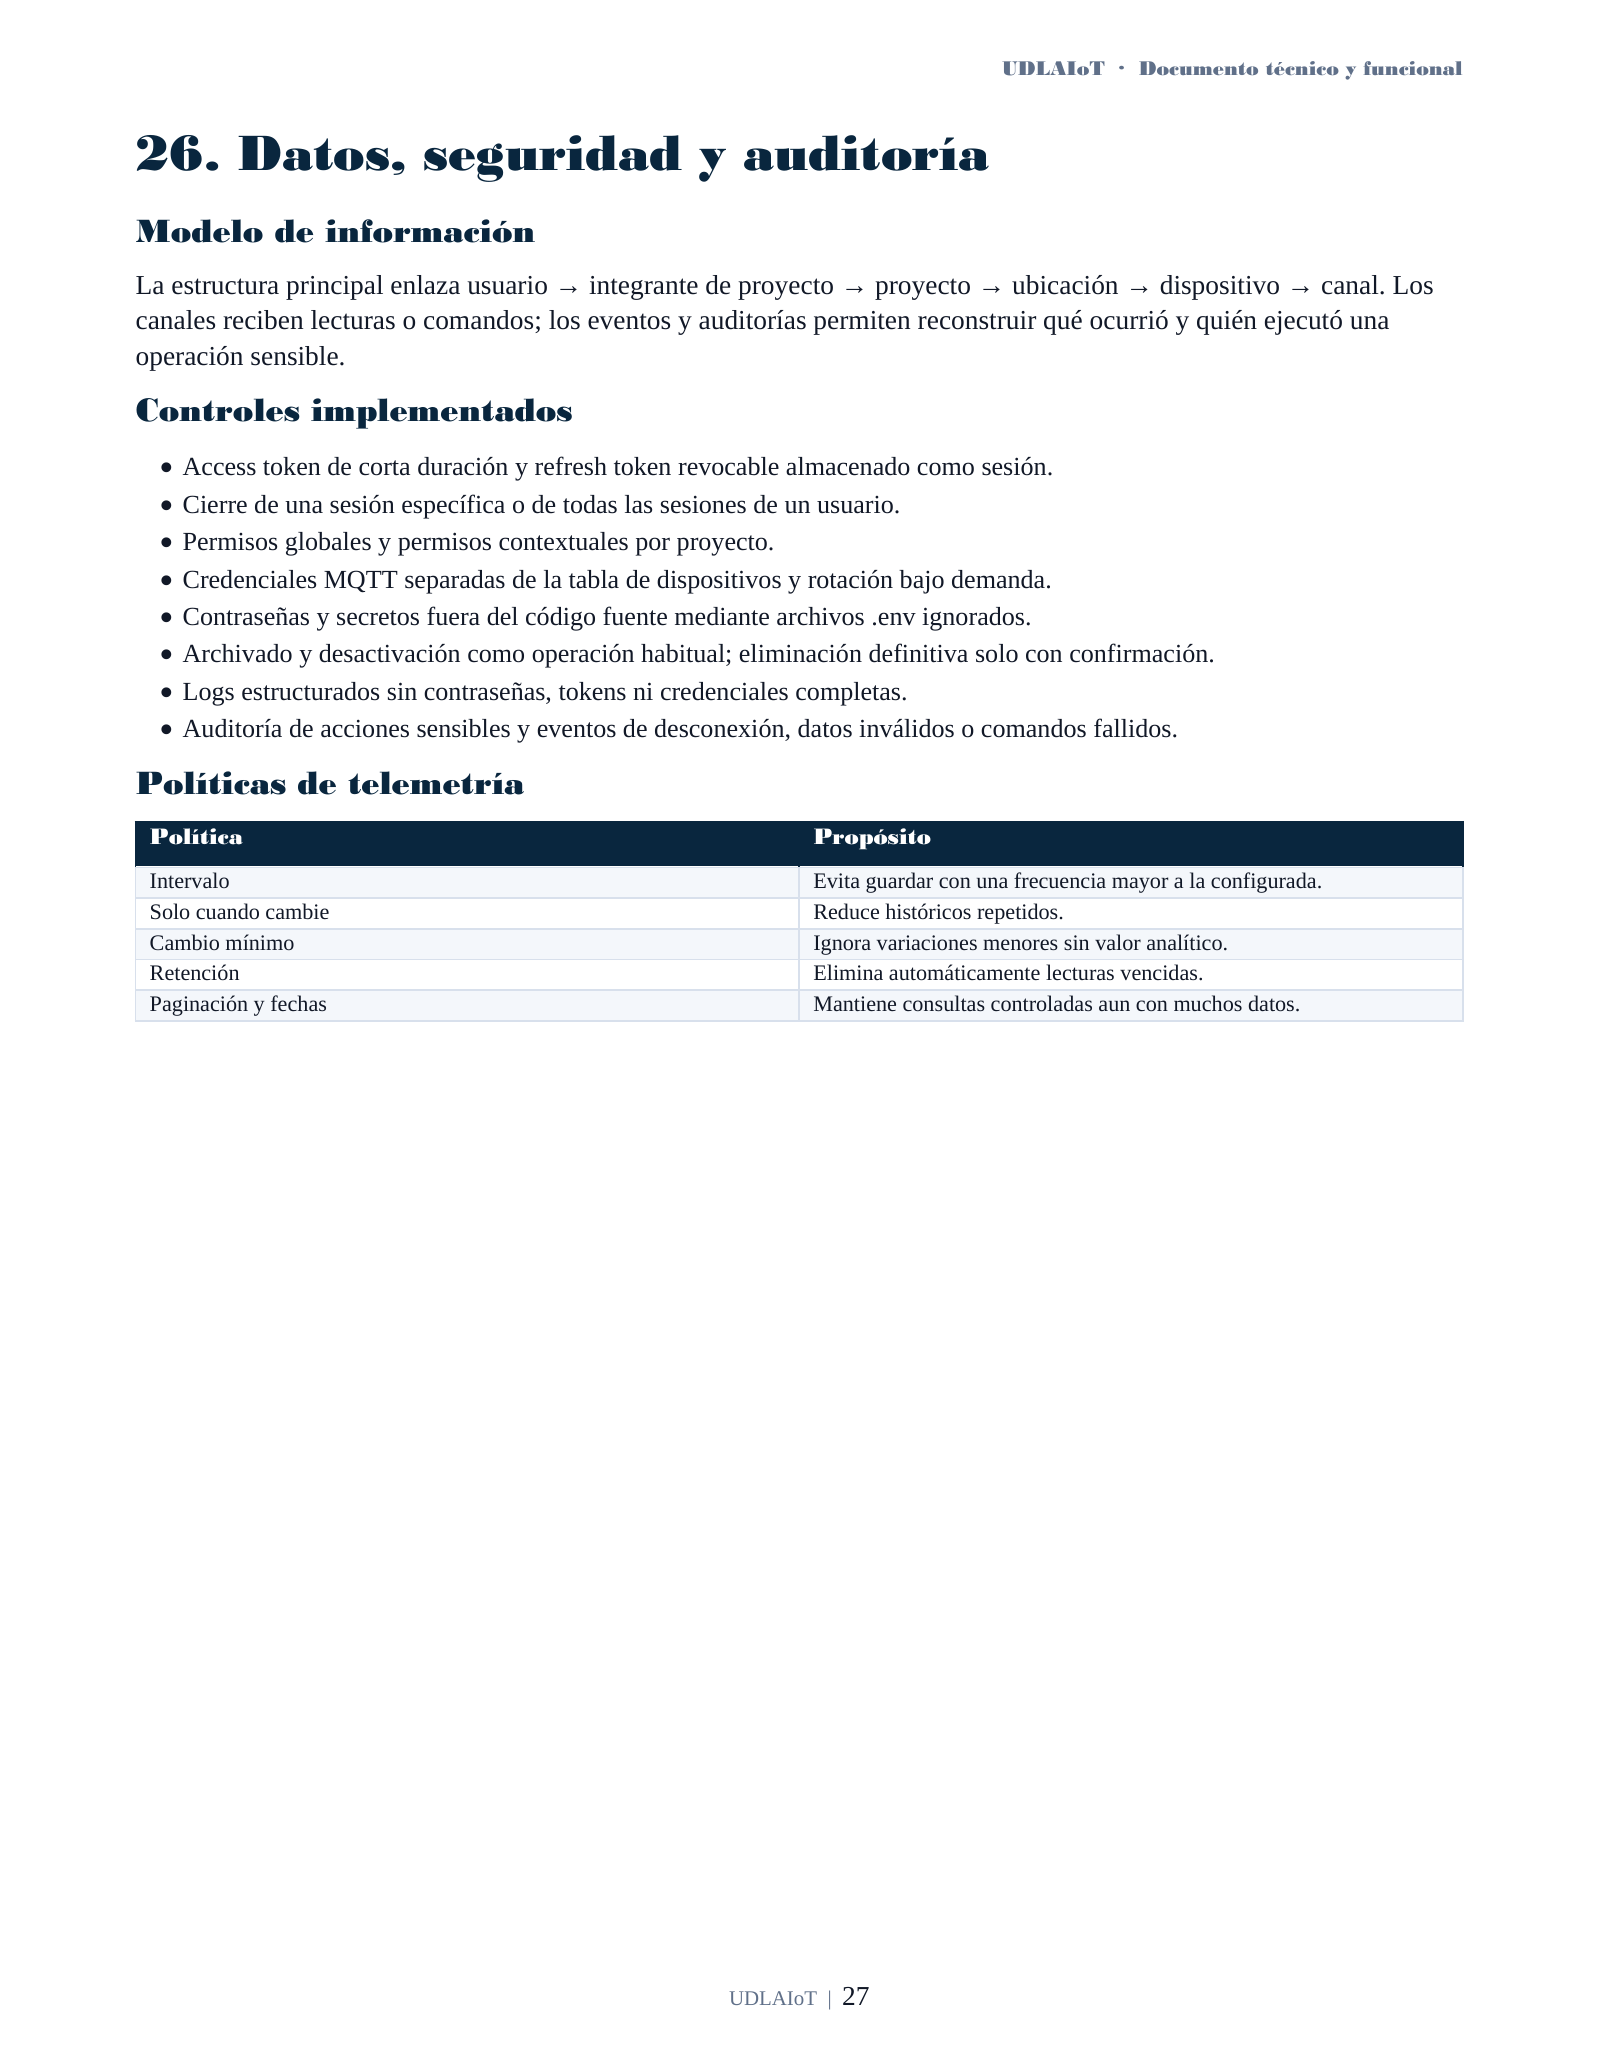 UDLAIoT · Documento técnico y funcional
26. Datos, seguridad y auditoría
Modelo de información
La estructura principal enlaza usuario → integrante de proyecto → proyecto → ubicación → dispositivo → canal. Los
canales reciben lecturas o comandos; los eventos y auditorías permiten reconstruir qué ocurrió y quién ejecutó una
operación sensible.
Controles implementados
• Access token de corta duración y refresh token revocable almacenado como sesión.
• Cierre de una sesión específica o de todas las sesiones de un usuario.
• Permisos globales y permisos contextuales por proyecto.
• Credenciales MQTT separadas de la tabla de dispositivos y rotación bajo demanda.
• Contraseñas y secretos fuera del código fuente mediante archivos .env ignorados.
• Archivado y desactivación como operación habitual; eliminación definitiva solo con confirmación.
• Logs estructurados sin contraseñas, tokens ni credenciales completas.
• Auditoría de acciones sensibles y eventos de desconexión, datos inválidos o comandos fallidos.
Políticas de telemetría
Política Propósito
Intervalo Evita guardar con una frecuencia mayor a la configurada.
Solo cuando cambie Reduce históricos repetidos.
Cambio mínimo Ignora variaciones menores sin valor analítico.
Retención Elimina automáticamente lecturas vencidas.
Paginación y fechas Mantiene consultas controladas aun con muchos datos.
UDLAIoT | 27